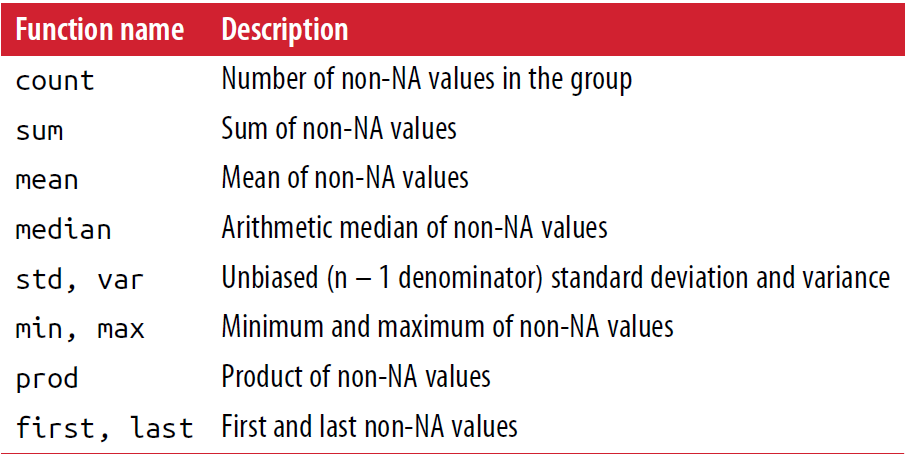 Function name Description
count Number of non-NA values in the group
sum Sum of non-NA values
mean Mean of non-NA values
median Arithmetic median of non-NA values
std, var Unbiased (n – 1 denominator) standard deviation and variance
min, max Minimum and maximum of non-NA values
prod Product of non-NA values
first, last First and last non-NA values